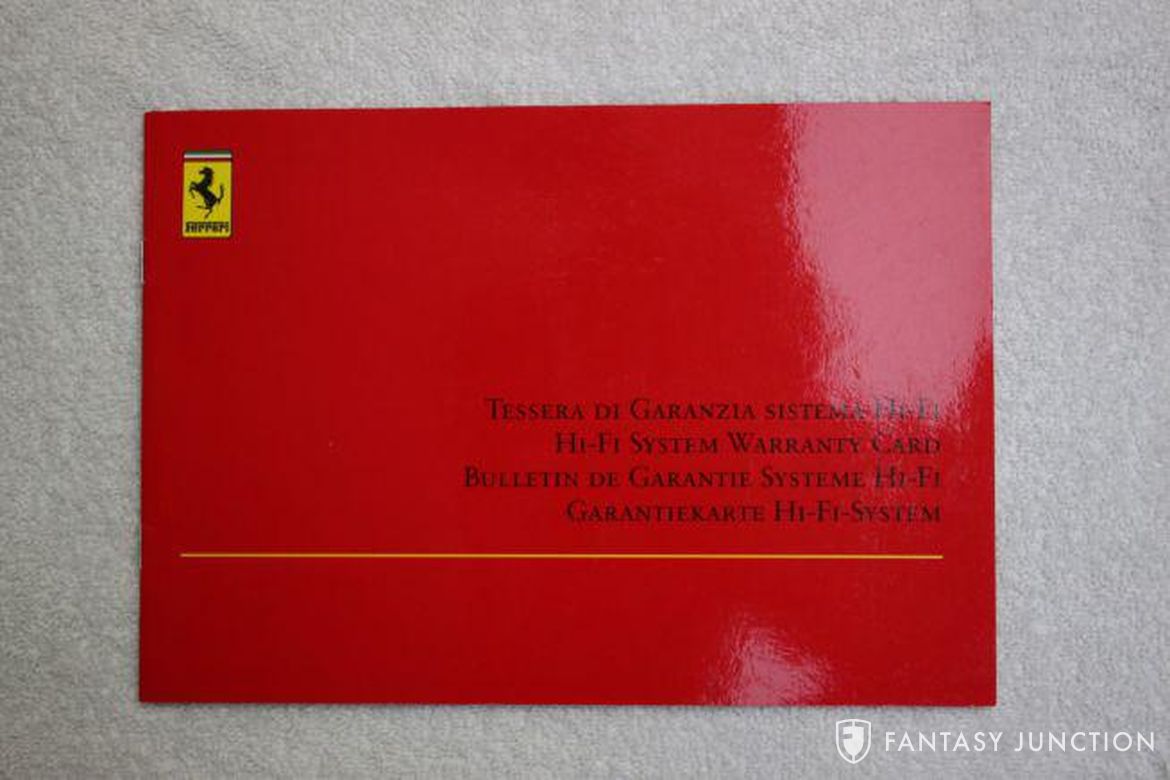 Ferrari
TESSERA DI GARANZIA SISTEMA HI-FI
HI-FI SYSTEM WARRANTY CARD
BULLETIN DE GARANTIE SYSTEME HI-FI
GARANTIEKARTE HI-FI-SYSTEM
FANTASY JUNCTION